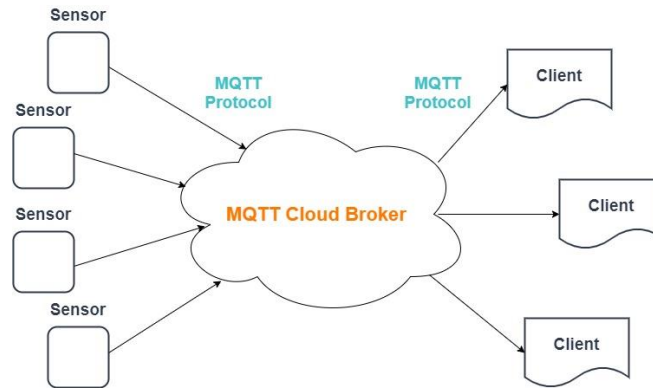 Sensor
MQTT
Protocol
MQTT
Protocol
Client
Sensor
MQTT Cloud Broker
Client
Sensor
Sensor
Client